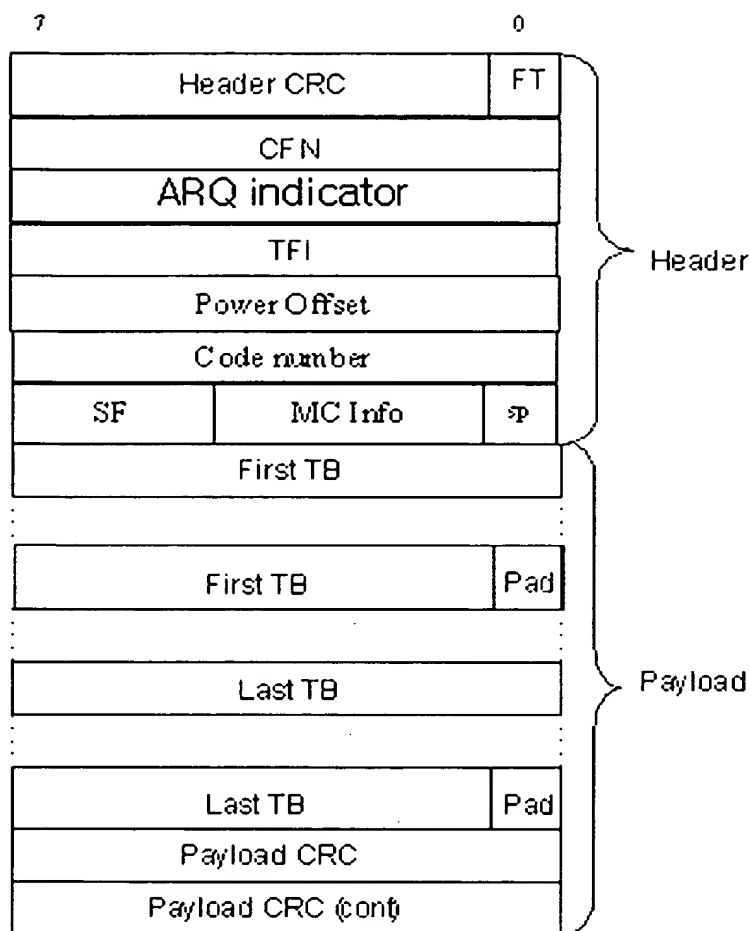 7 0
Header CRC FT
CFN
ARQ indicator
TFI
Power Offset
Code number
SF MC Info sp
Header
First TB
First TB Pad
Last TB
Payload
Last TB Pad
Payload CRC
Payload CRC (cont)